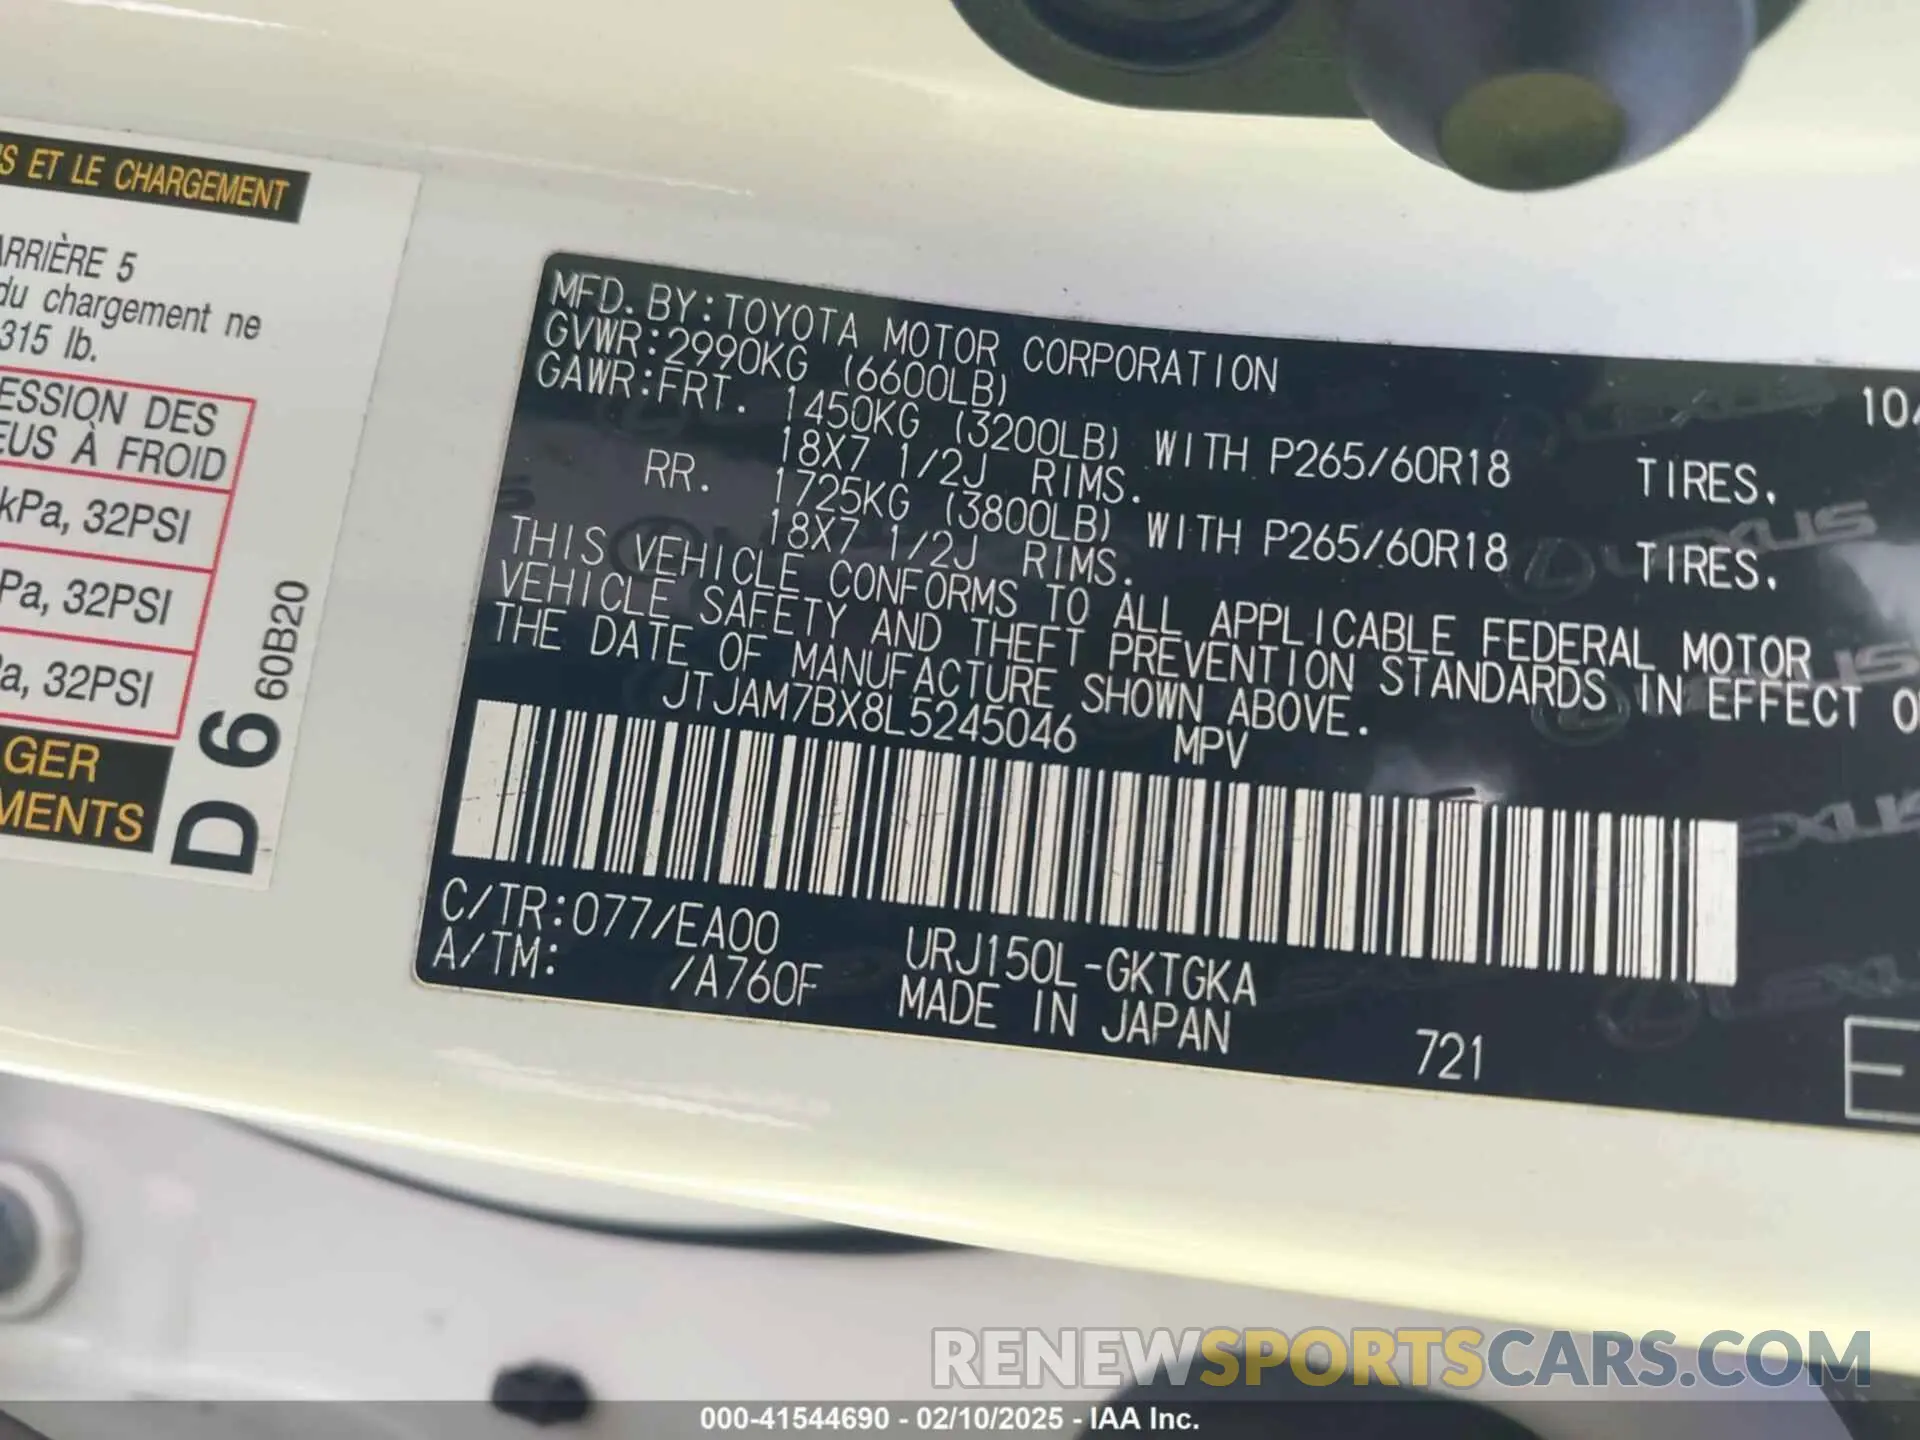 S ET LE CHARGEMENT
ARRIÈRE 5
du chargement ne
315 lb.
ESSION DES
EUS À FROID
kPa, 32PSI
Pa, 32PSI
a, 32PSI
GER
MENTS
D 6 60B20
MFD. BY: TOYOTA MOTOR CORPORATION 10
GVWR: 2990KG (6600LB)
GAWR: FRT. 1450KG (3200LB) WITH P265/60R18 TIRES,
18X7 1/2J RIMS.
RR. 1725KG (3800LB) WITH P265/60R18 TIRES,
18X7 1/2J RIMS.
THIS VEHICLE CONFORMS TO ALL APPLICABLE FEDERAL MOTOR
VEHICLE SAFETY AND THEFT PREVENTION STANDARDS IN EFFECT O
THE DATE OF MANUFACTURE SHOWN ABOVE.
JTJAM7BX8L5245046 MPV
C/TR: 077/EA00 URJ150L-GKTGKA
A/TM: /A760F MADE IN JAPAN 721
E
LEXUS
RENEWSPORTSCARS.COM
000-41544690 - 02/10/2025 - IAA Inc.